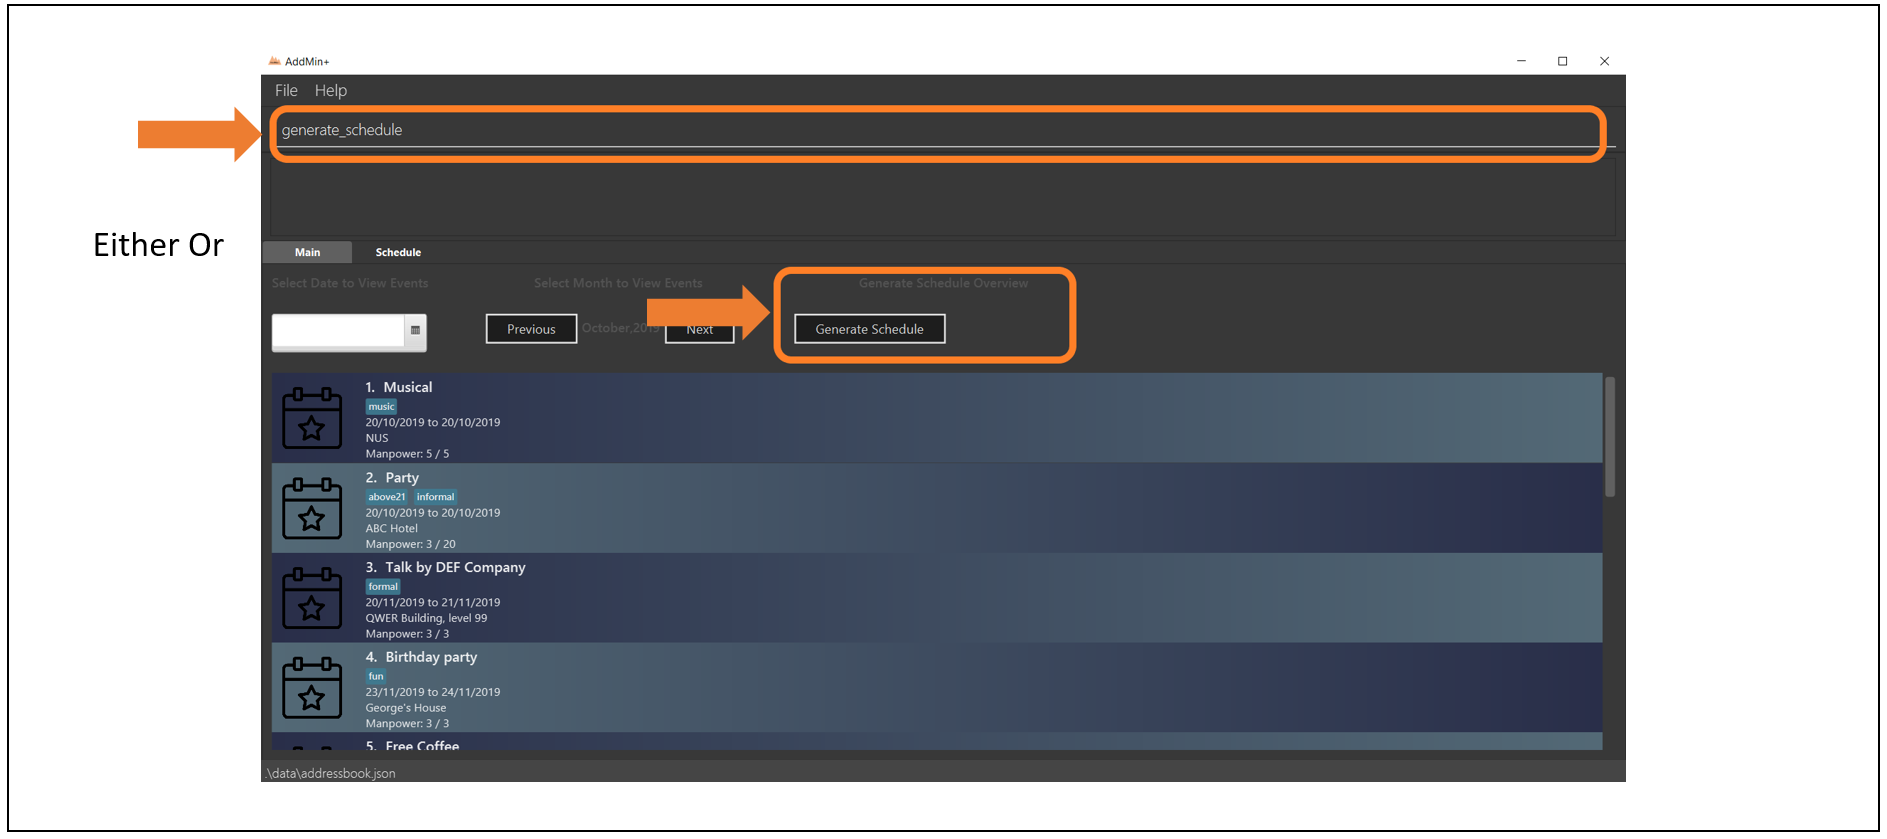 AddMin+
File Help
generate_schedule
Either Or
Main Schedule
Select Date to View Events Select Month to View Events Generate Schedule Overview
Previous October,2019 Next Generate Schedule
1. Musical
music
20/10/2019 to 20/10/2019
NUS
Manpower: 5 / 5
2. Party
above21 informal
20/10/2019 to 20/10/2019
ABC Hotel
Manpower: 3 / 20
3. Talk by DEF Company
formal
20/11/2019 to 21/11/2019
QWER Building, level 99
Manpower: 3 / 3
4. Birthday party
fun
23/11/2019 to 24/11/2019
George's House
Manpower: 3 / 3
5. Free Coffee
.\data\addressbook.json